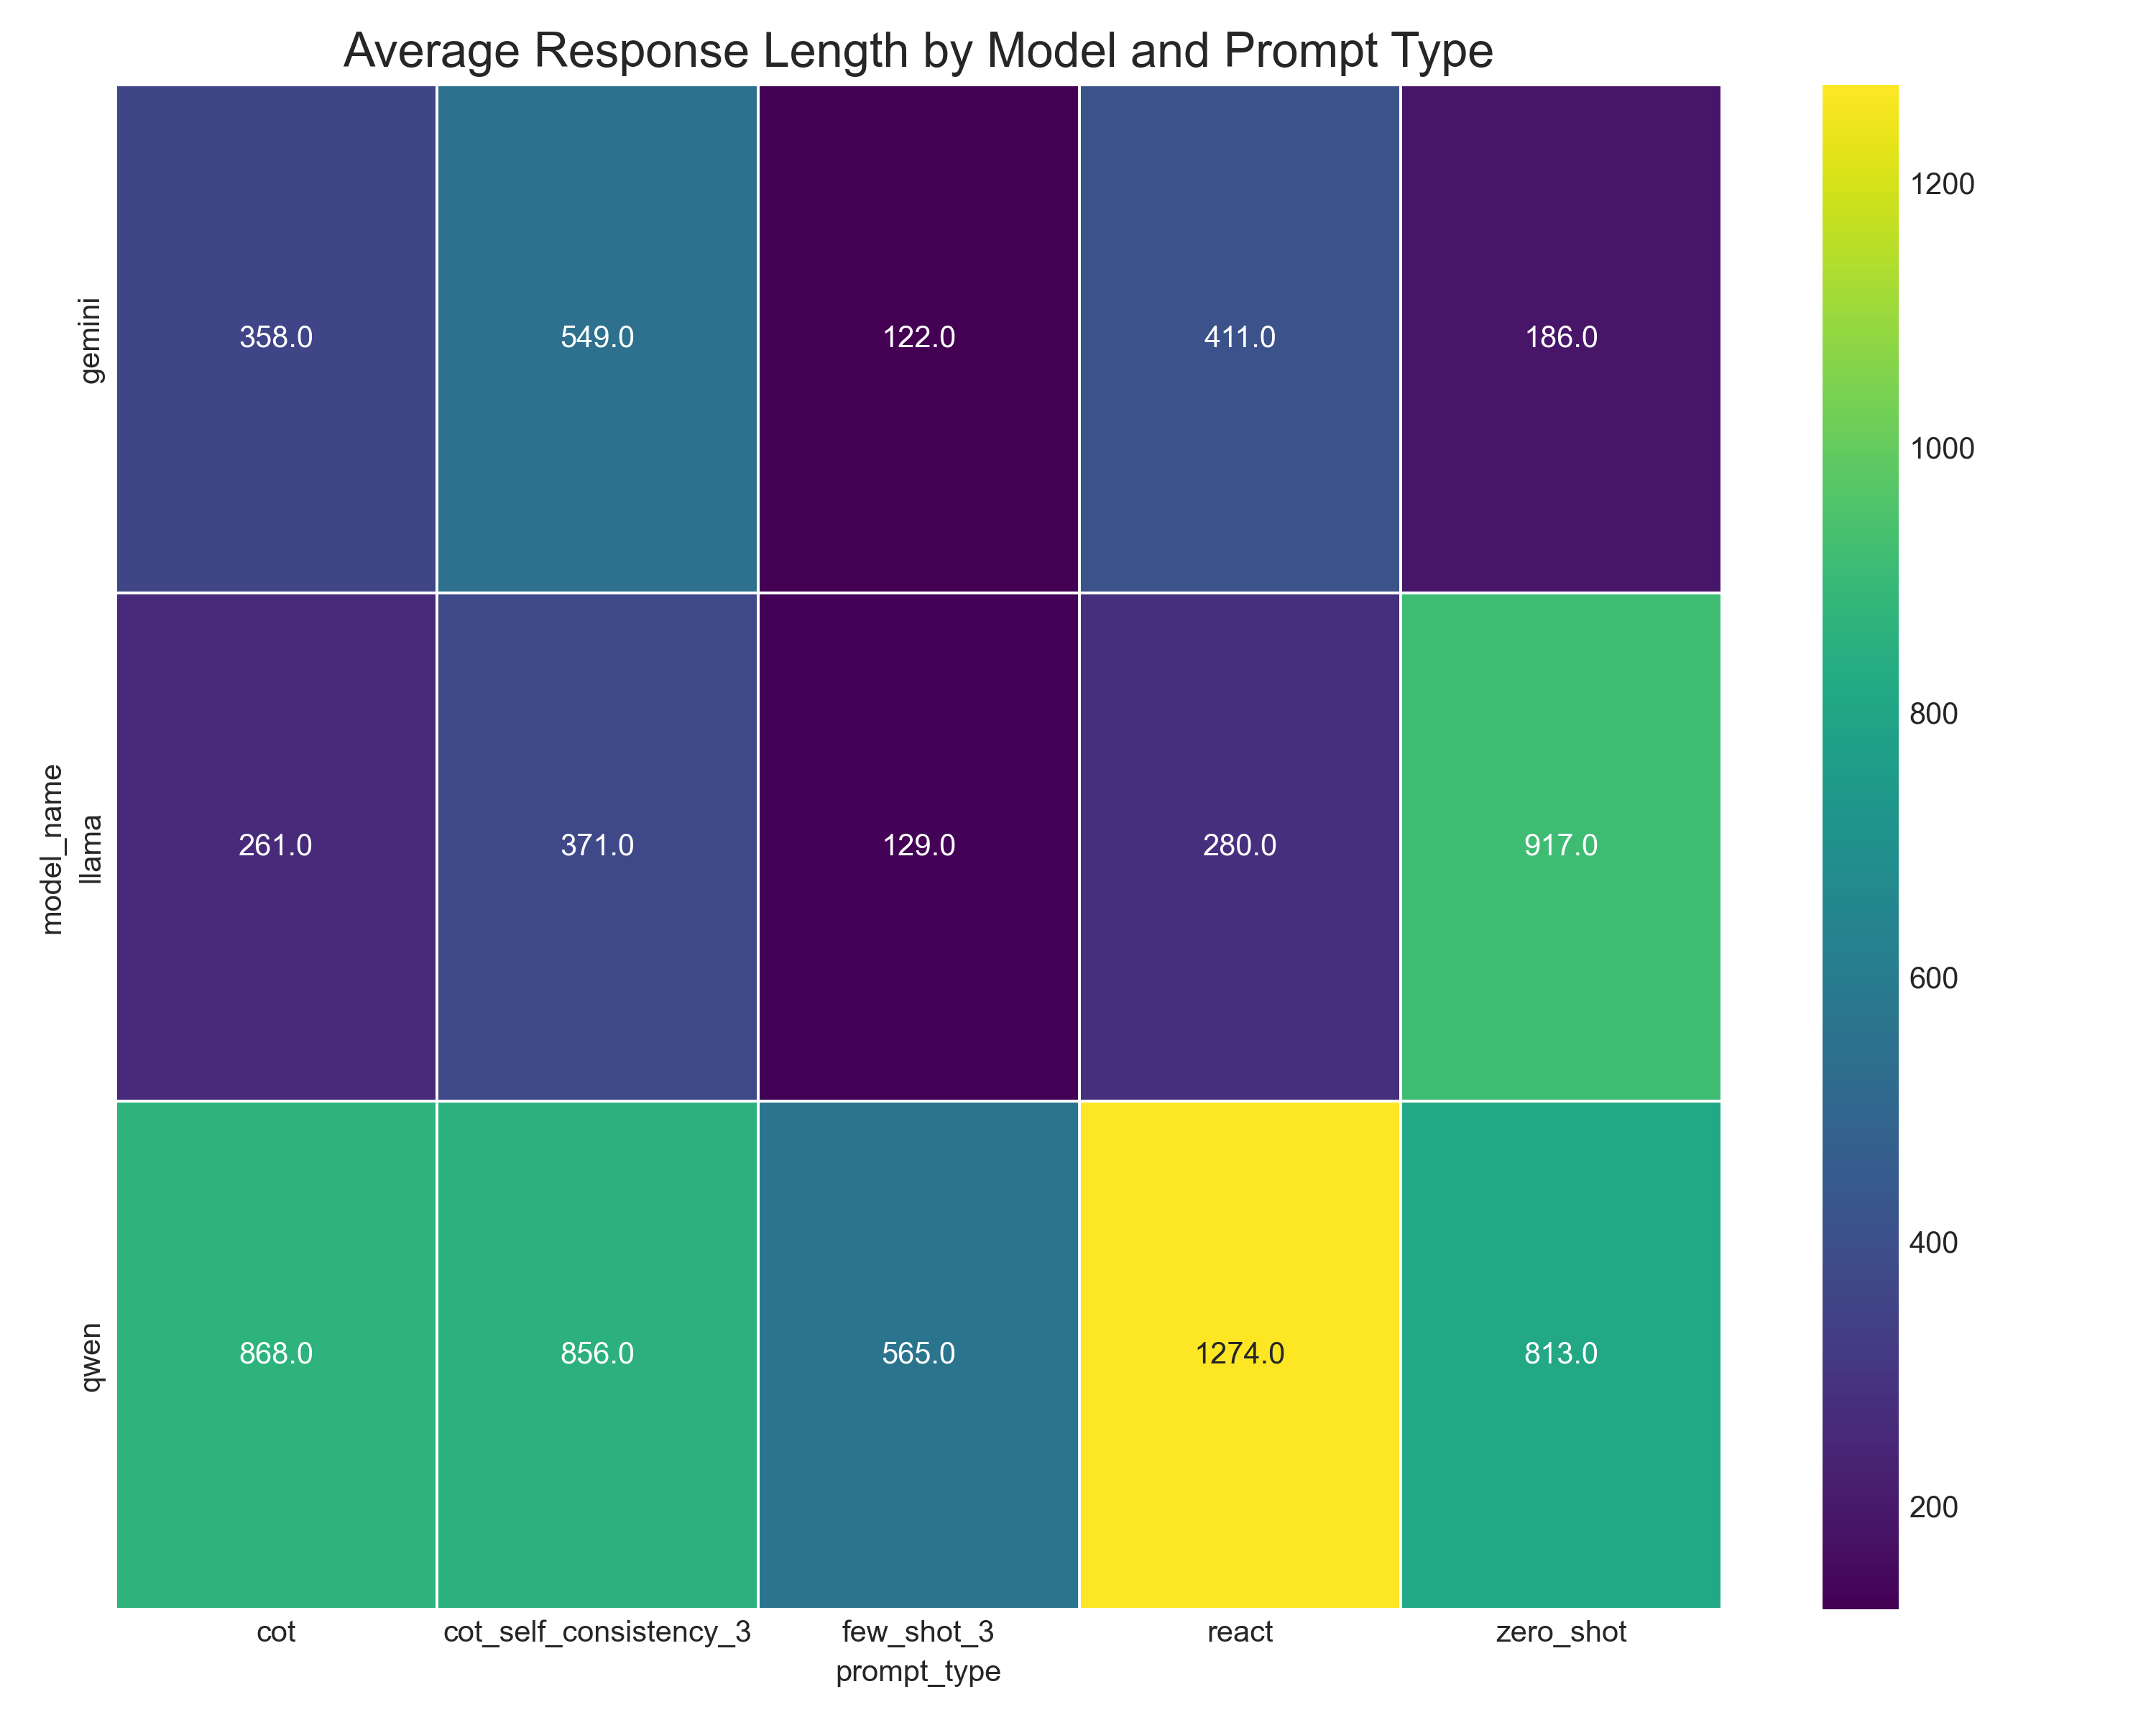 Average Response Length by Model and Prompt Type
model_name
gemini
358.0 549.0 122.0 411.0 186.0
llama
261.0 371.0 129.0 280.0 917.0
qwen
868.0 856.0 565.0 1274.0 813.0
cot cot_self_consistency_3 few_shot_3 react zero_shot
prompt_type
1200
1000
800
600
400
200